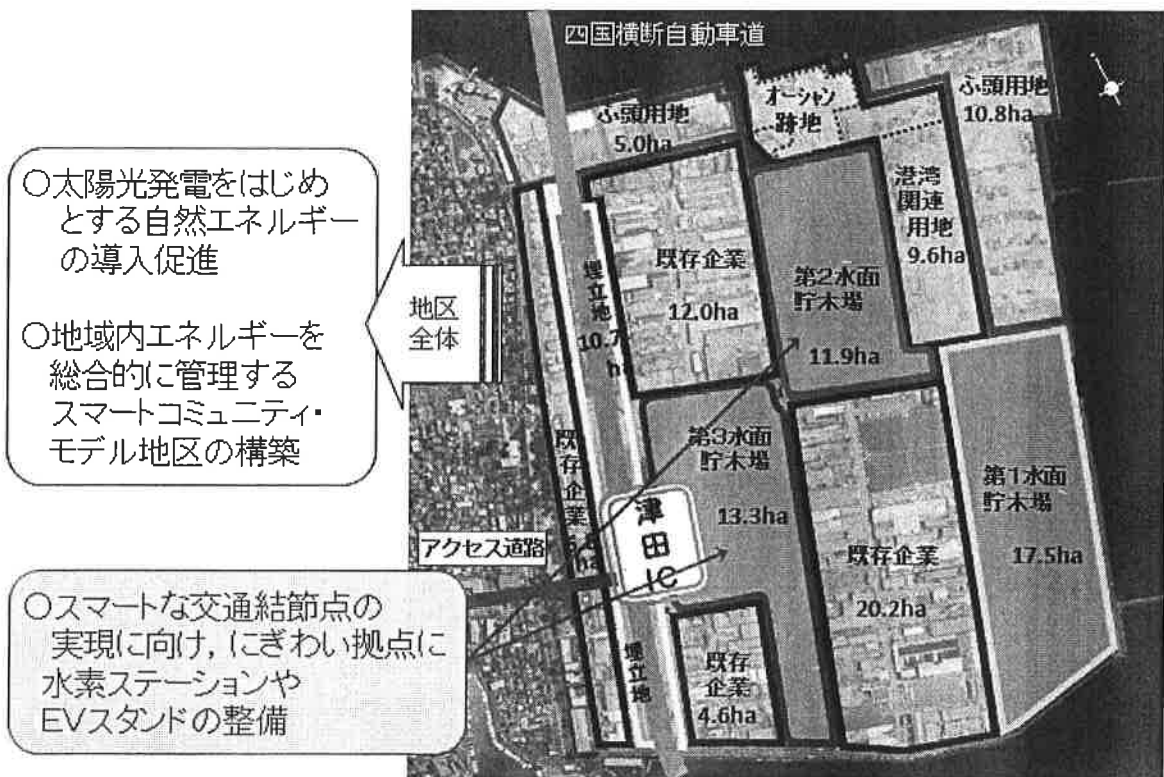 四国横断自動車道
○太陽光発電をはじめ
とする自然エネルギー
の導入促進
○地域内エネルギーを
総合的に管理する
スマートコミュニティ・
モデル地区の構築
地区
全体
○スマートな交通結節点の
実現に向け，にぎわい拠点に
水素ステーションや
EVスタンドの整備
ふ頭用地
5.0ha
オーシャン
跡地
ふ頭用地
10.8ha
港湾
関連
用地
9.6ha
埋立地
10.7
ha
既存企業
12.0ha
第2水面
貯木場
11.9ha
既存企業
ha
第3水面
貯木場
13.3ha
第1水面
貯木場
17.5ha
アクセス道路
津田IC
既存企業
20.2ha
埋立地
既存
企業
4.6ha